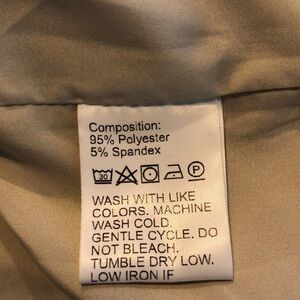 Composition:
95% Polyester
5% Spandex
30 P
WASH WITH LIKE
COLORS. MACHINE
WASH COLD.
GENTLE CYCLE. DO
NOT BLEACH.
TUMBLE DRY LOW.
LOW IRON IF